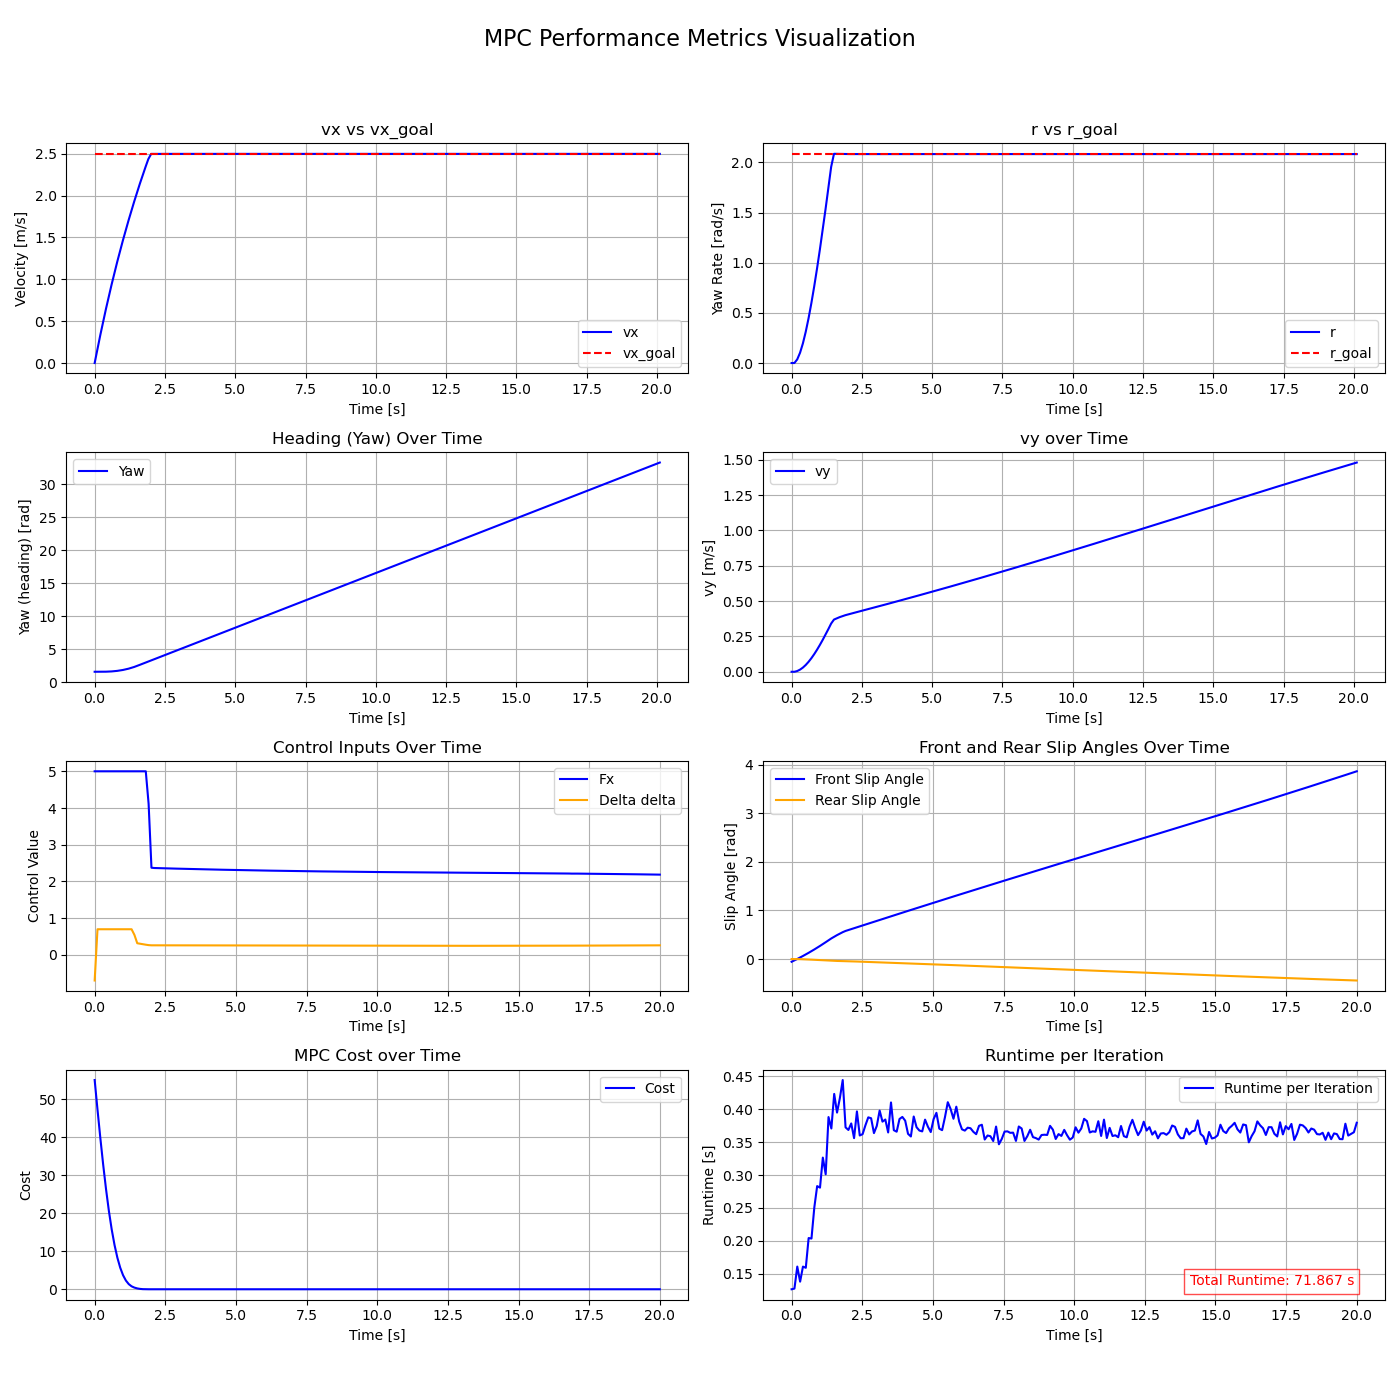 MPC Performance Metrics Visualization
vx vs vx_goal
Velocity [m/s]
2.5
2.0
1.5
1.0
0.5
0.0
vx
vx_goal
0.0 2.5 5.0 7.5 10.0 12.5 15.0 17.5 20.0
Time [s]
r vs r_goal
Yaw Rate [rad/s]
2.0
1.5
1.0
0.5
0.0
r
r_goal
0.0 2.5 5.0 7.5 10.0 12.5 15.0 17.5 20.0
Time [s]
Heading (Yaw) Over Time
Yaw (heading) [rad]
30
25
20
15
10
5
0
Yaw
0.0 2.5 5.0 7.5 10.0 12.5 15.0 17.5 20.0
Time [s]
vy over Time
vy [m/s]
1.50
1.25
1.00
0.75
0.50
0.25
0.00
vy
0.0 2.5 5.0 7.5 10.0 12.5 15.0 17.5 20.0
Time [s]
Control Inputs Over Time
Control Value
5
4
3
2
1
0
Fx
Delta delta
0.0 2.5 5.0 7.5 10.0 12.5 15.0 17.5 20.0
Time [s]
Front and Rear Slip Angles Over Time
Slip Angle [rad]
4
3
2
1
0
Front Slip Angle
Rear Slip Angle
0.0 2.5 5.0 7.5 10.0 12.5 15.0 17.5 20.0
Time [s]
MPC Cost over Time
Cost
50
40
30
20
10
0
Cost
0.0 2.5 5.0 7.5 10.0 12.5 15.0 17.5 20.0
Time [s]
Runtime per Iteration
Runtime [s]
0.45
0.40
0.35
0.30
0.25
0.20
0.15
Runtime per Iteration
Total Runtime: 71.867 s
0.0 2.5 5.0 7.5 10.0 12.5 15.0 17.5 20.0
Time [s]